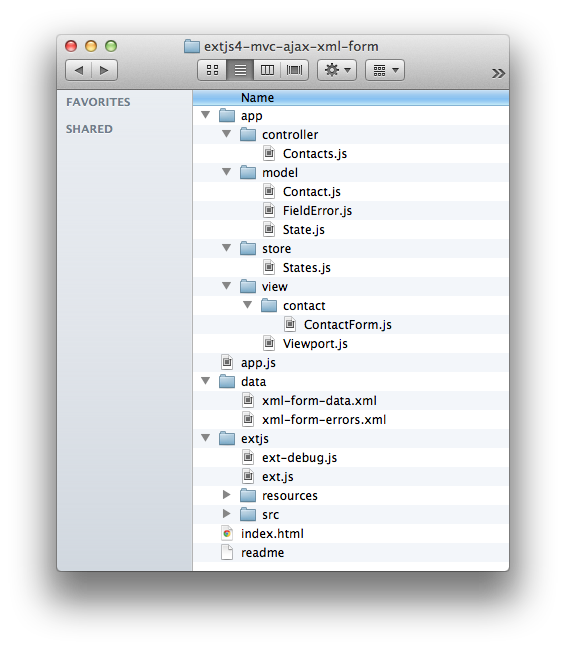 extjs4-mvc-ajax-xml-form
FAVORITES
SHARED
Name
app
controller
Contacts.js
model
Contact.js
FieldError.js
State.js
store
States.js
view
contact
ContactForm.js
Viewport.js
app.js
data
xml-form-data.xml
xml-form-errors.xml
extjs
ext-debug.js
ext.js
resources
src
index.html
readme